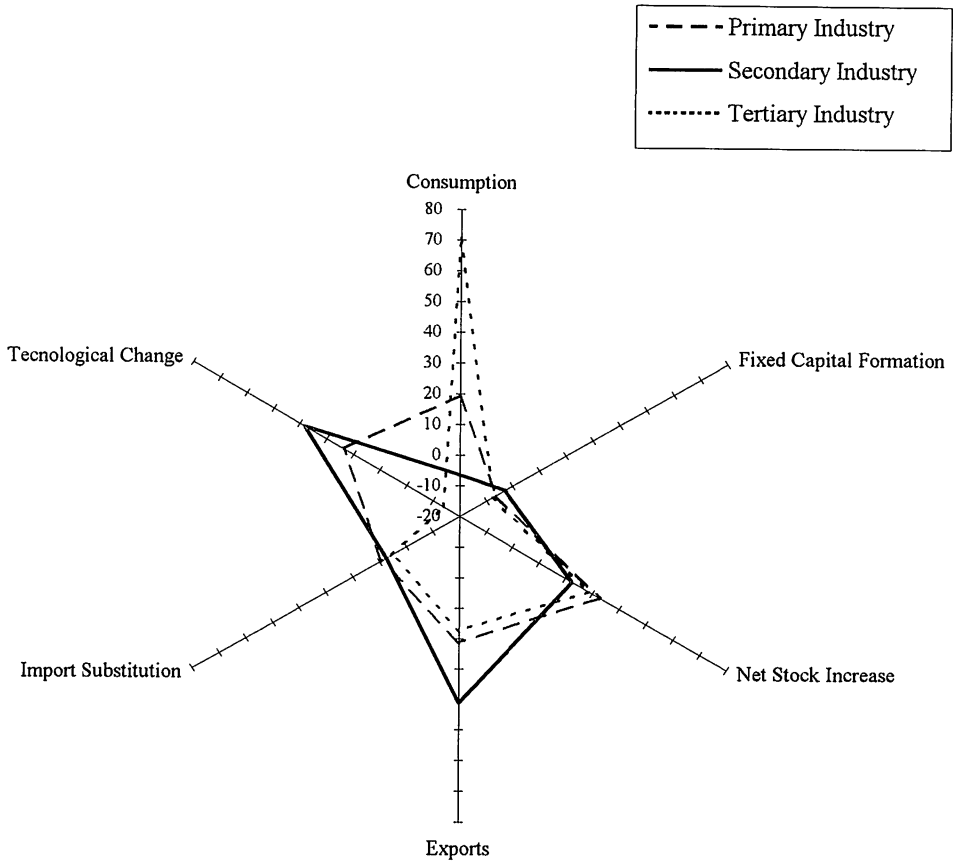 Primary Industry
Secondary Industry
Tertiary Industry
Consumption
80
70
60
50
40
30
20
10
0
-10
-20
Tecnological Change
Fixed Capital Formation
Import Substitution
Net Stock Increase
Exports